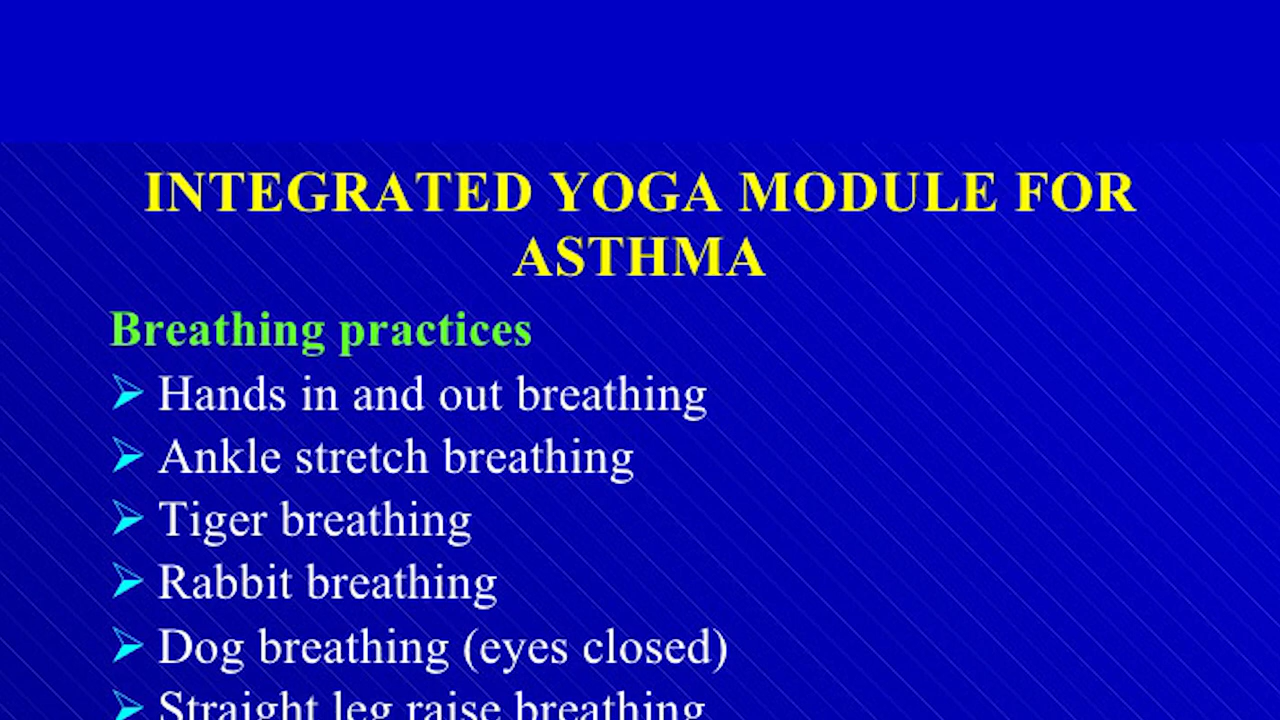 INTEGRATED YOGA MODULE FOR
ASTHMA
Breathing practices
Hands in and out breathing
Ankle stretch breathing
Tiger breathing
Rabbit breathing
Dog breathing (eyes closed)
Straight leg raise breathing